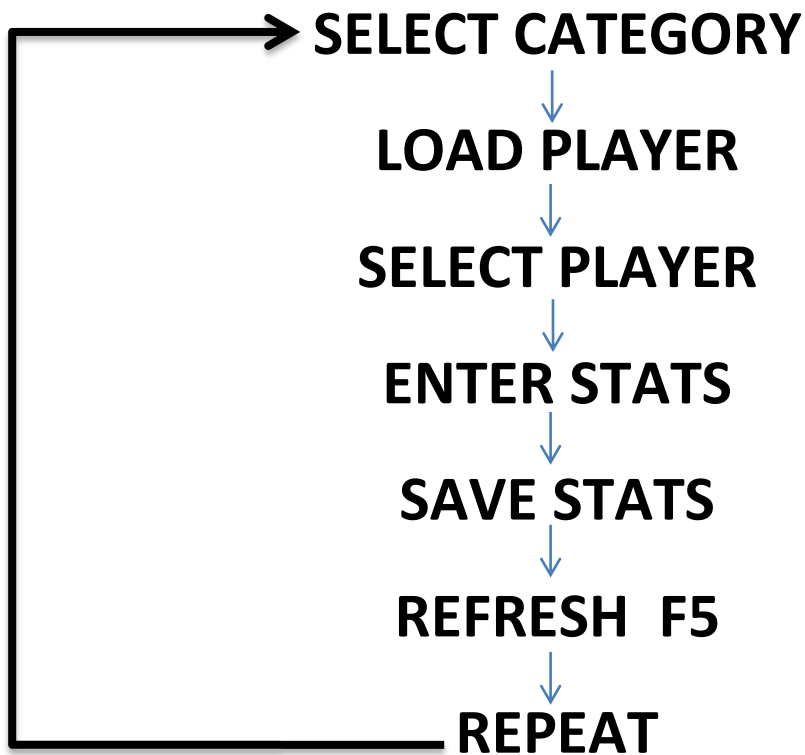 SELECT CATEGORY
LOAD PLAYER
SELECT PLAYER
ENTER STATS
SAVE STATS
REFRESH  F5
REPEAT